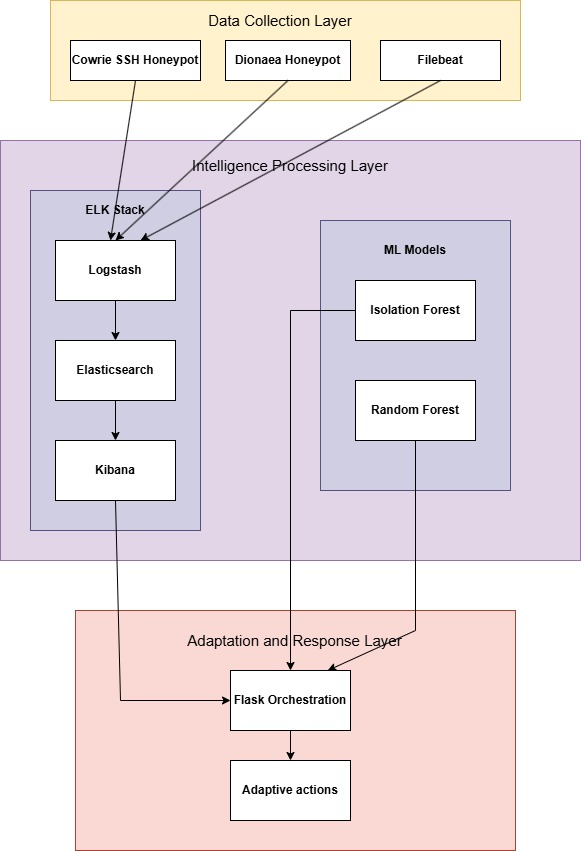 Data Collection Layer
Cowrie SSH Honeypot
Dionaea Honeypot
Filebeat
Intelligence Processing Layer
ELK Stack
Logstash
Elasticsearch
Kibana
ML Models
Isolation Forest
Random Forest
Adaptation and Response Layer
Flask Orchestration
Adaptive actions